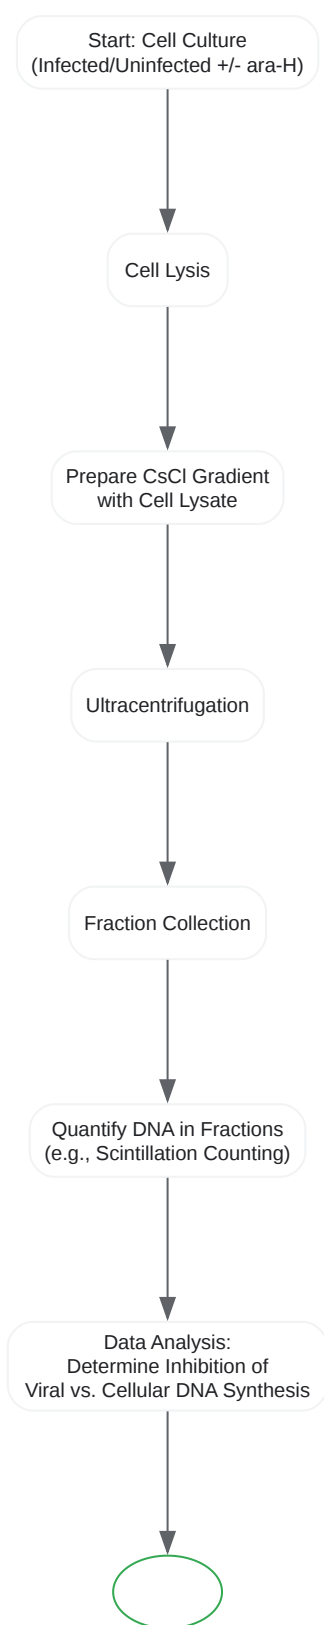 Start: Cell Culture
(Infected/Uninfected +/- ara-H)
Cell Lysis
Prepare CsCl Gradient
with Cell Lysate
Ultracentrifugation
Fraction Collection
Quantify DNA in Fractions
(e.g., Scintillation Counting)
Data Analysis:
Determine Inhibition of
Viral vs. Cellular DNA Synthesis